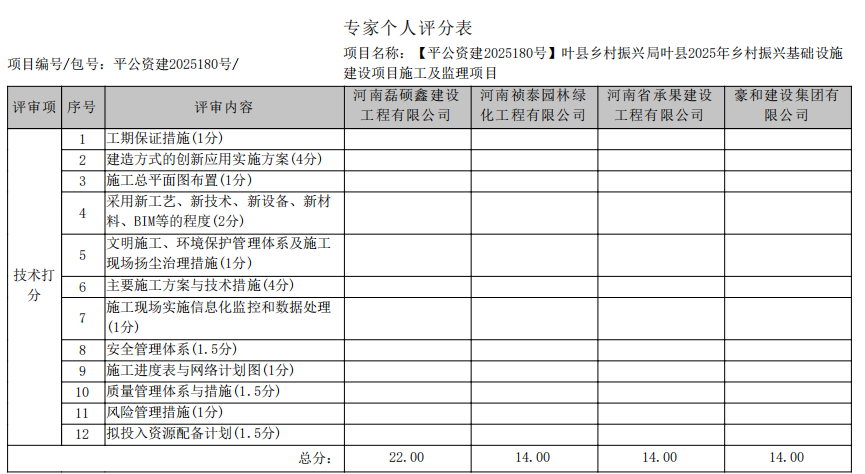 专家个人评分表
项目编号/包号: 平公资建2025180号/
项目名称: 【平公资建2025180号】叶县乡村振兴局叶县2025年乡村振兴基础设施
建设项目施工及监理项目
评审项 序号 评审内容 河南磊硕鑫建设 河南祯泰园林绿 河南省承果建设 豪和建设集团有
工程有限公司 化工程有限公司 工程有限公司 限公司
技术打
分
1 工期保证措施(1分)
2 建造方式的创新应用实施方案(4分)
3 施工总平面图布置(1分)
4 采用新工艺、新技术、新设备、新材
料、BIM等的程度(2分)
5 文明施工、环境保护管理体系及施工
现场扬尘治理措施(1分)
6 主要施工方案与技术措施(4分)
7 施工现场实施信息化监控和数据处理
(1分)
8 安全管理体系(1.5分)
9 施工进度表与网络计划图(1分)
10 质量管理体系与措施(1.5分)
11 风险管理措施(1分)
12 拟投入资源配备计划(1.5分)
总分: 22.00 14.00 14.00 14.00